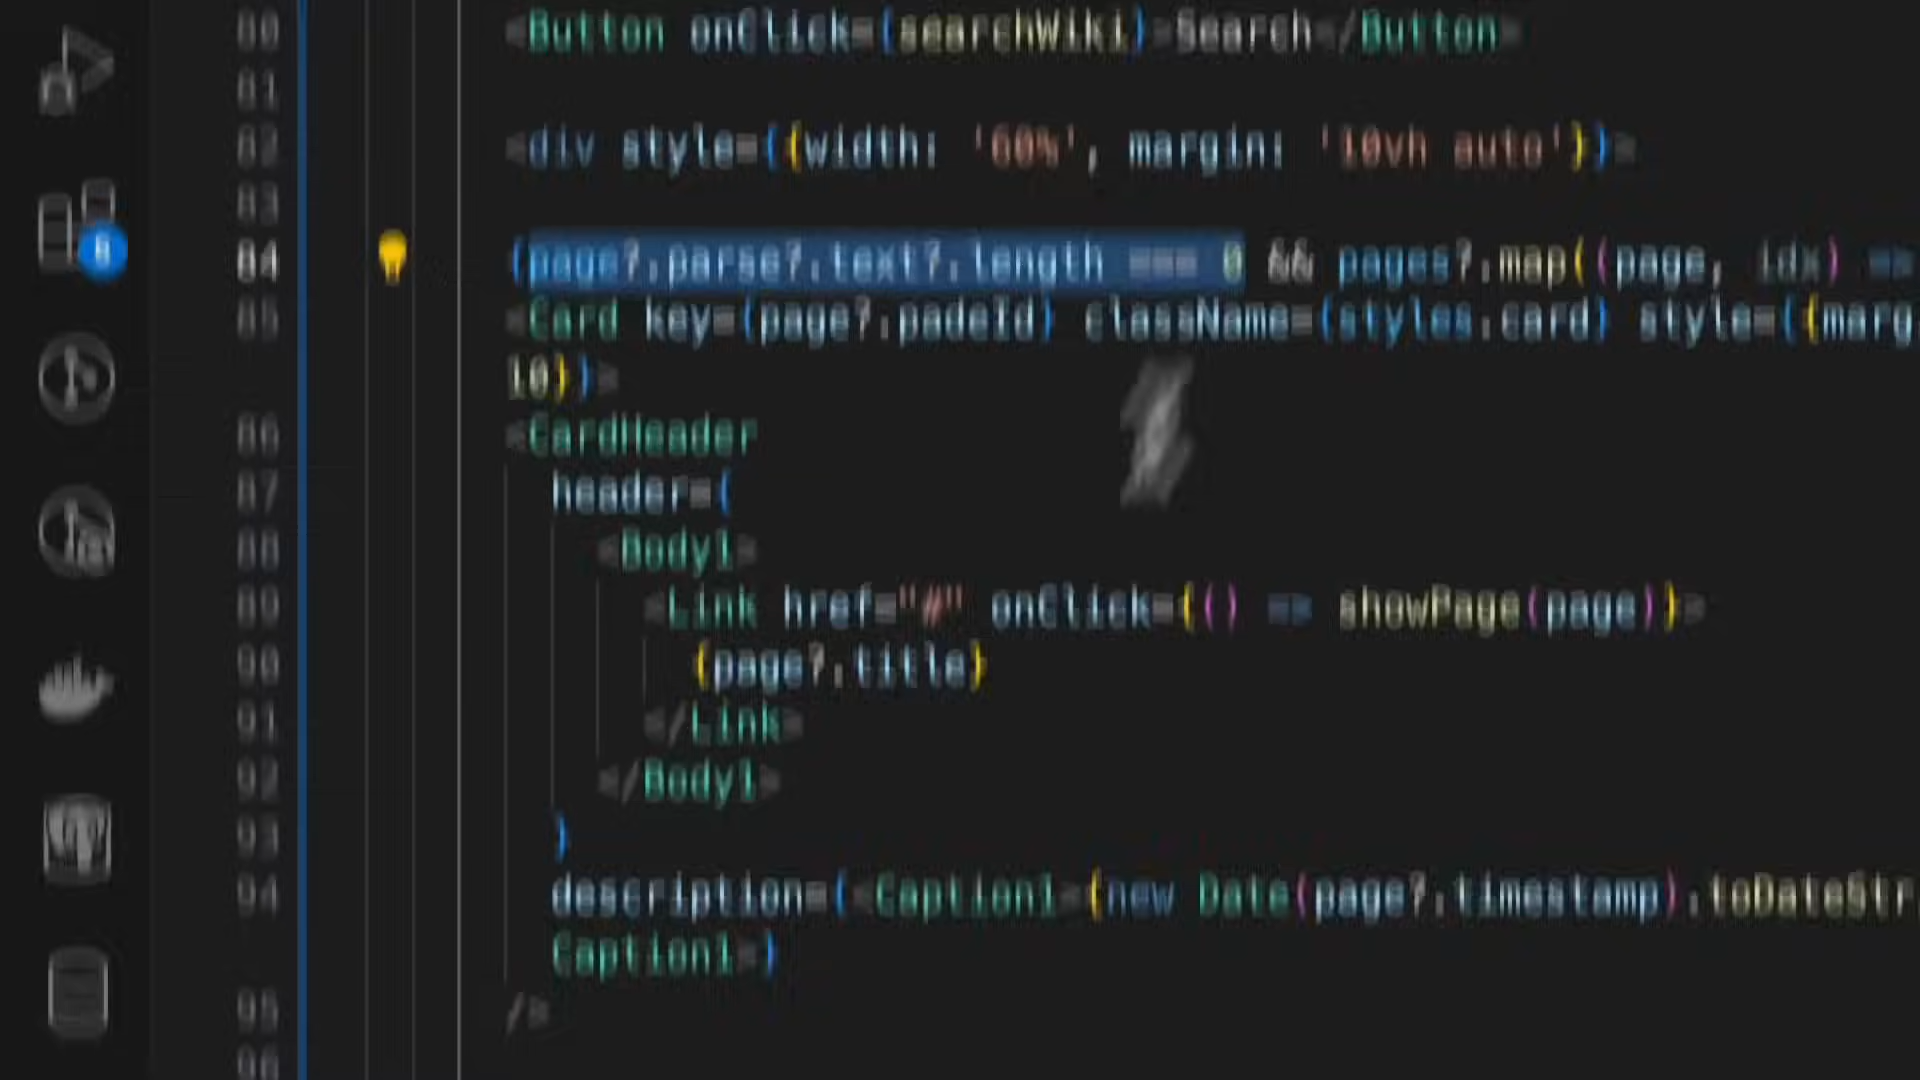 80 <Button onClick={searchWiki}>Search</Button>
81
82 <div style={{width: '60%', margin: '10vh auto'}}>
83
84 {page?.parse?.text?.length === 0 && pages?.map((page, idx) =>
85 <Card key={page?.padeId} className={styles.card} style={{marg
10}}>
86 <CardHeader
87 header={
88 <Body1>
89 <Link href="#" onClick={() => showPage(page)}>
90 {page?.title}
91 </Link>
92 </Body1>
93 }
94 description={<Caption1>{new Date(page?.timestamp).toDateStr
Caption1>}
95 />
96